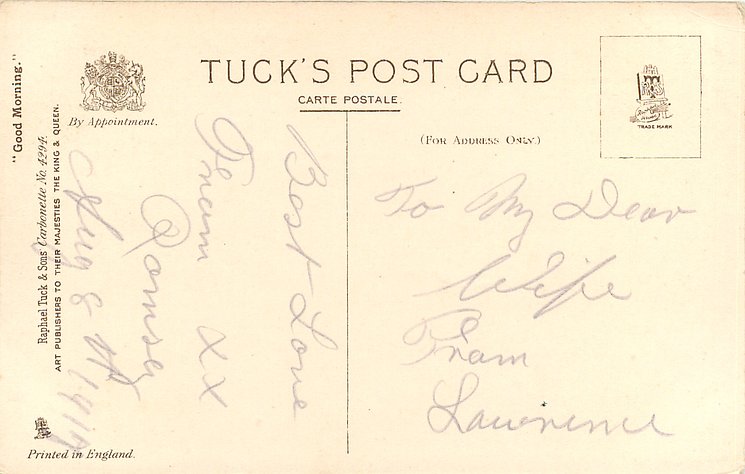 "Good Morning."
Raphael Tuck & Sons' Carbonette No. 4294.
ART PUBLISHERS TO THEIR MAJESTIES THE KING & QUEEN.
By Appointment.
TUCK'S POST CARD
CARTE POSTALE.
(FOR ADDRESS ONLY.)
TRADE MARK
Best Love
From XX
Romsey
Aug 8
To My Dear
Wife
From
Lawrence
Printed in England.